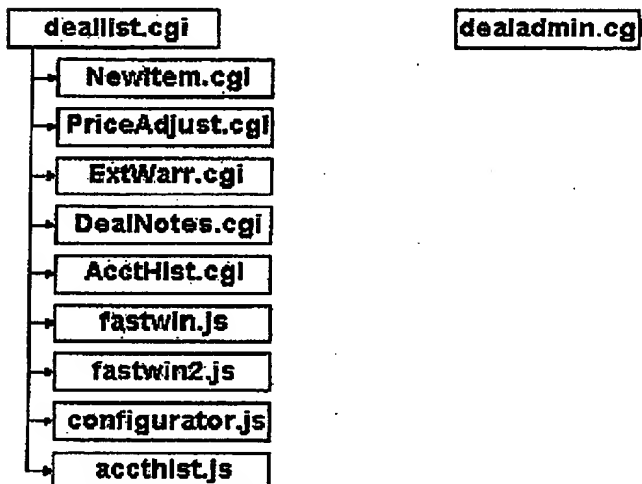 deallist.cgi
dealadmin.cgi
NewItem.cgi
PriceAdjust.cgi
ExtWarr.cgi
DealNotes.cgi
AcctHist.cgi
fastwin.js
fastwin2.js
configurator.js
accthist.js